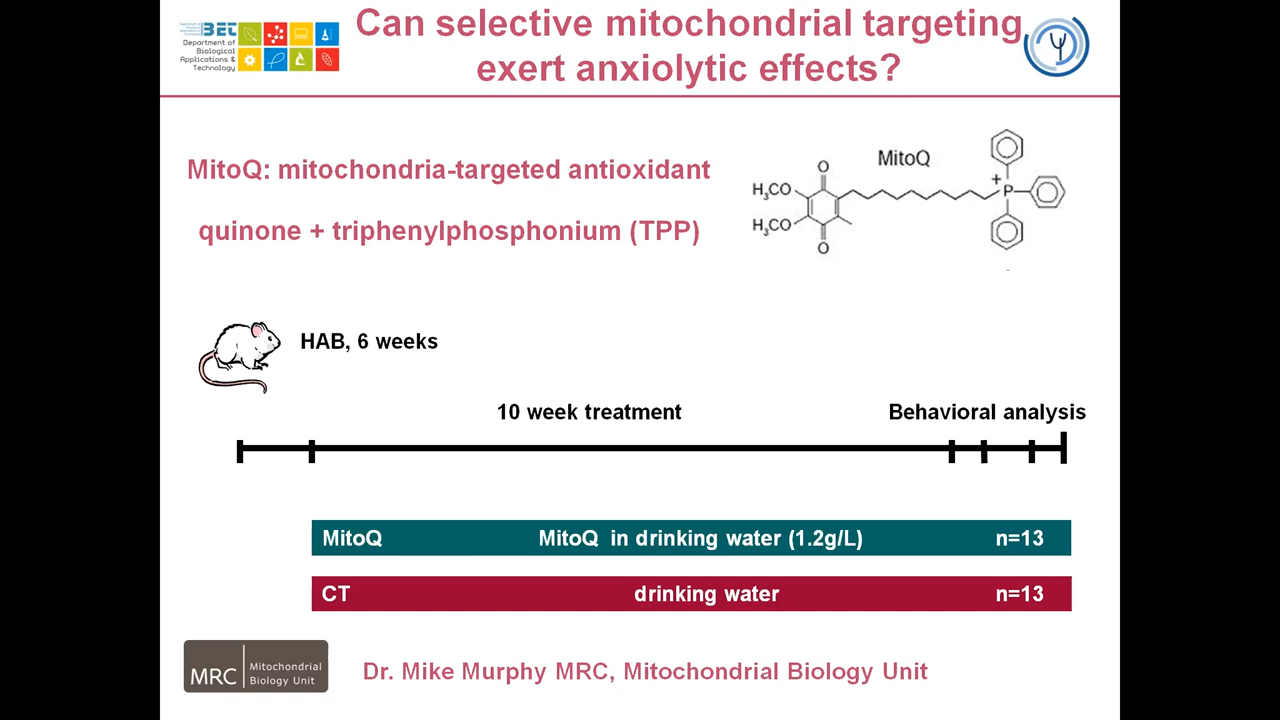 Can selective mitochondrial targeting
exert anxiolytic effects?
BET
Department of
Biological
Applications &
Technology
MitoQ: mitochondria-targeted antioxidant
quinone + triphenylphosphonium (TPP)
MitoQ
O
H₃CO
H₃CO
O
+
P
HAB, 6 weeks
10 week treatment
Behavioral analysis
MitoQ MitoQ in drinking water (1.2g/L) n=13
CT drinking water n=13
MRC Mitochondrial
Biology Unit
Dr. Mike Murphy MRC, Mitochondrial Biology Unit